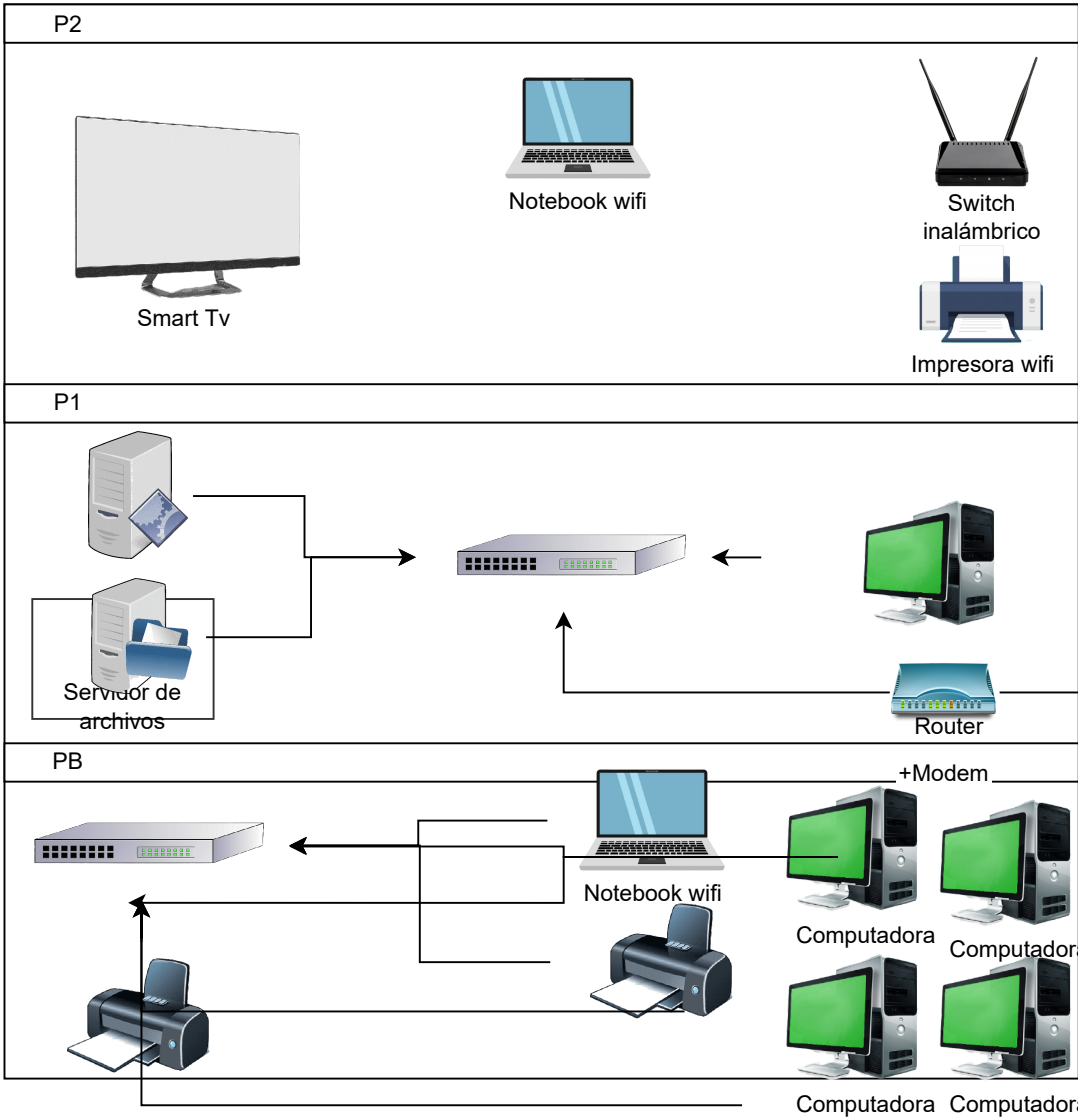 P2
Notebook wifi
Switch
inalámbrico
Smart Tv
Impresora wifi
P1
Servidor de
archivos
Router
PB
+Modem
Notebook wifi
Computadora
Computadora
Computadora
Computadora